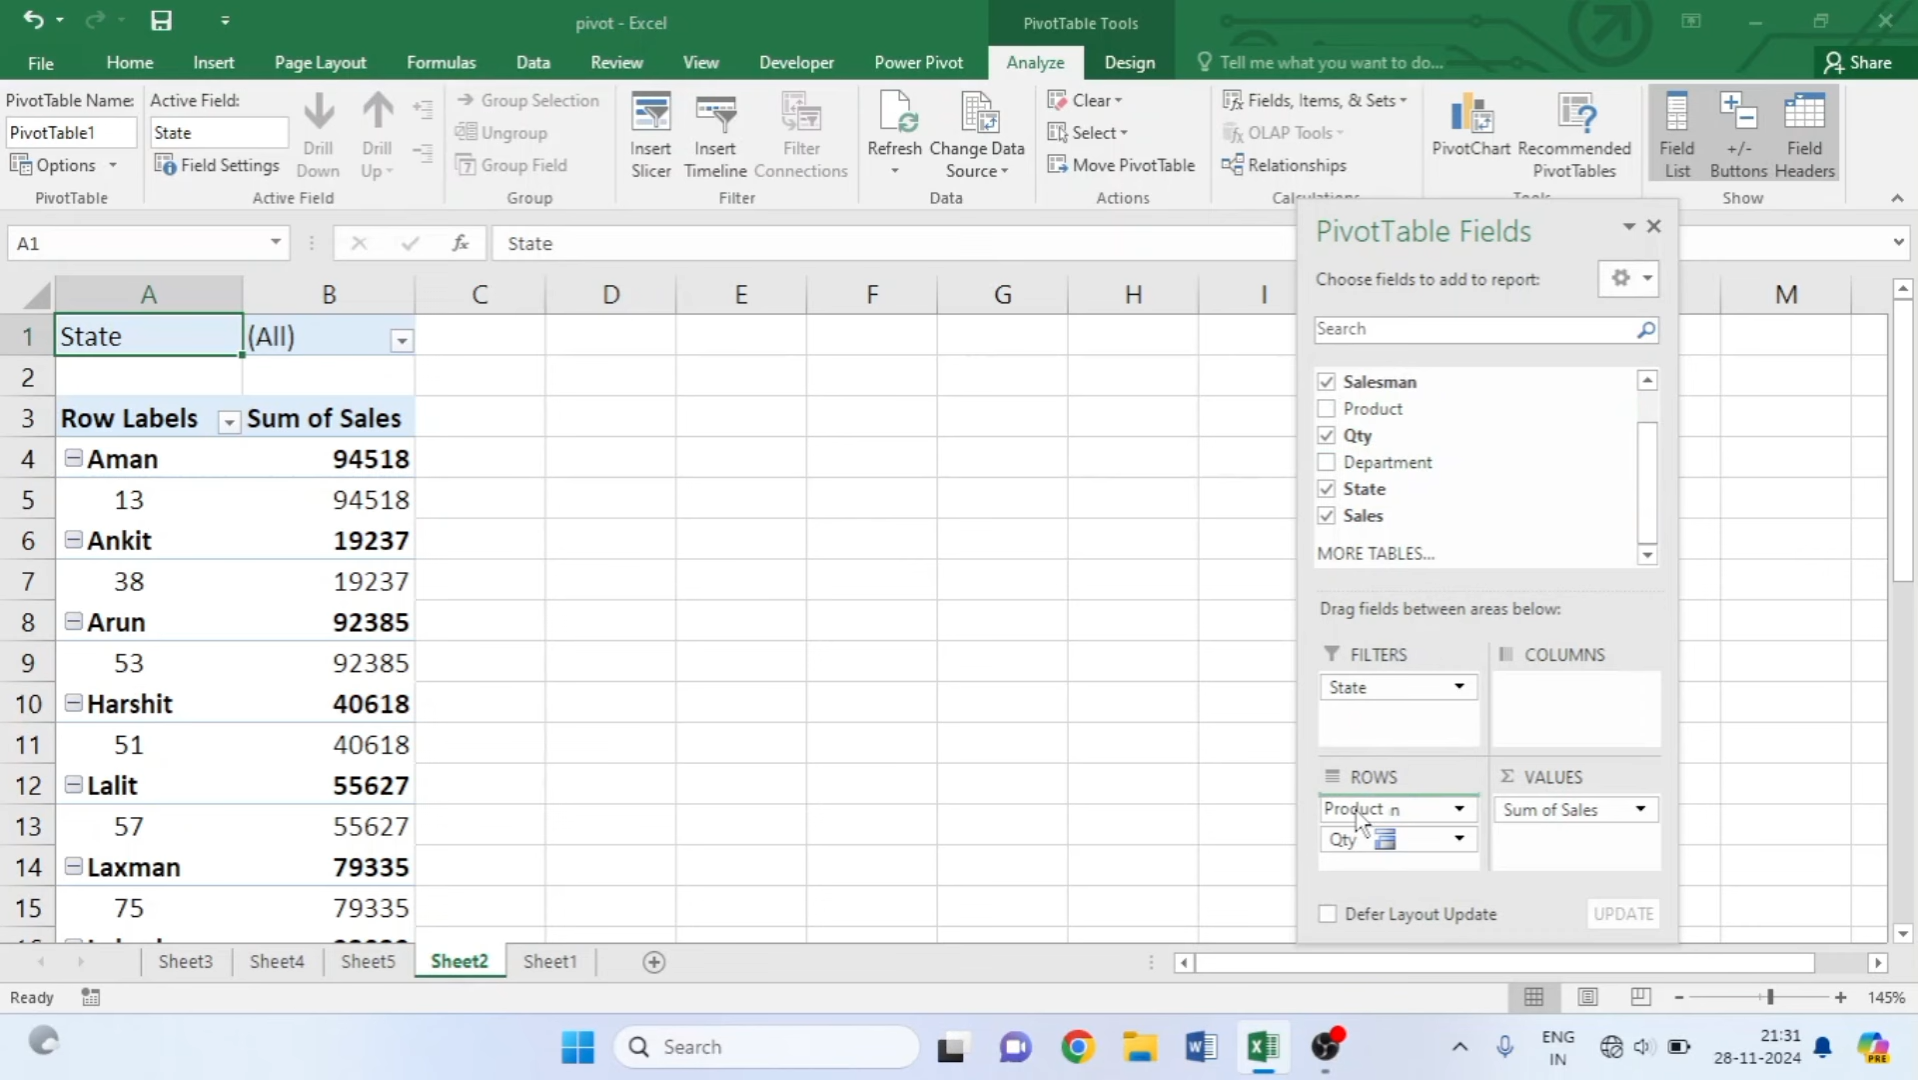 pivot - Excel
PivotTable Tools
File Home Insert Page Layout Formulas Data Review View Developer Power Pivot Analyze Design Tell me what you want to do... Share
PivotTable Name:
PivotTable1
Options
PivotTable
Active Field:
State
Field Settings
Drill Down
Drill Up
Active Field
Group Selection
Ungroup
Group Field
Group
Insert Slicer
Insert Timeline
Filter Connections
Filter
Refresh
Change Data Source
Data
Clear
Select
Move PivotTable
Actions
Fields, Items, & Sets
OLAP Tools
Relationships
Calculations
PivotChart
Recommended PivotTables
Tools
Field List
+/- Buttons
Field Headers
Show
A1
fx
State
A B C D E F G H I M
1 State (All)
2
3 Row Labels Sum of Sales
4 Aman 94518
5 13 94518
6 Ankit 19237
7 38 19237
8 Arun 92385
9 53 92385
10 Harshit 40618
11 51 40618
12 Lalit 55627
13 57 55627
14 Laxman 79335
15 75 79335
PivotTable Fields
Choose fields to add to report:
Search
Salesman
Product
Qty
Department
State
Sales
MORE TABLES...
Drag fields between areas below:
FILTERS
State
COLUMNS
ROWS
Product n
Qty
Σ VALUES
Sum of Sales
Defer Layout Update
UPDATE
Sheet3 Sheet4 Sheet5 Sheet2 Sheet1
Ready
145%
Search
ENG
IN
21:31
28-11-2024
PRE